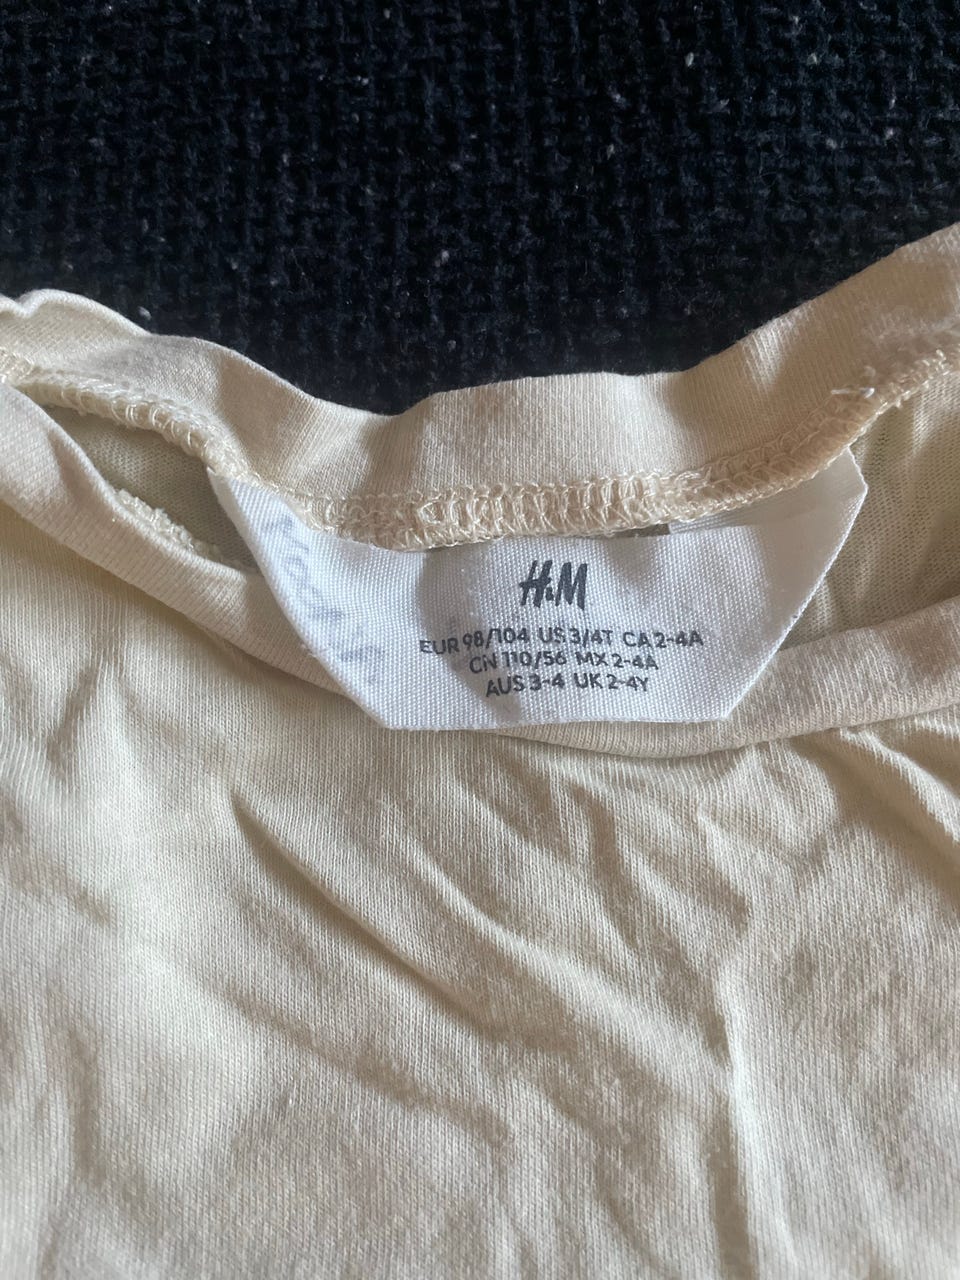 H&M
EUR 98/104 US 3/4T CA 2-4A
CN 110/56 MX 2-4A
AUS 3-4 UK 2-4Y